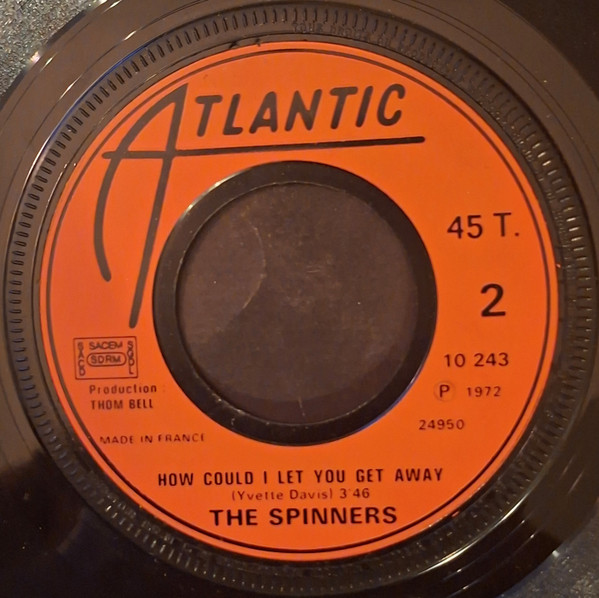 ATLANTIC
45 T.
2
SACD SACEM SGDL
SDRM
10 243
Production :
THOM BELL
Ⓟ 1972
24950
MADE IN FRANCE
HOW COULD I LET YOU GET AWAY
(Yvette Davis) 3'46
THE SPINNERS